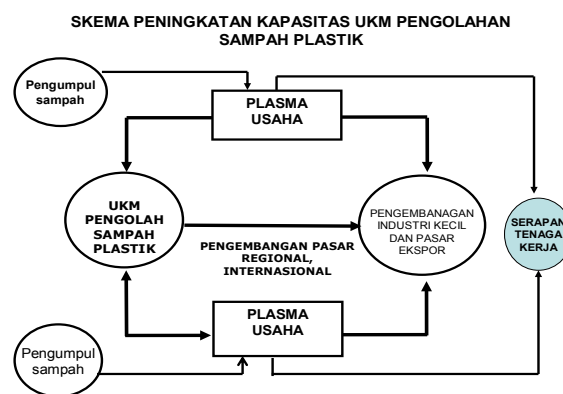 SKEMA PENINGKATAN KAPASITAS UKM PENGOLAHAN
SAMPAH PLASTIK
Pengumpul
sampah
PLASMA
USAHA
UKM
PENGOLAH
SAMPAH
PLASTIK
PENGEMBANAGAN
INDUSTRI KECIL
DAN PASAR
EKSPOR
SERAPAN
TENAGA
KERJA
PENGEMBANGAN PASAR
REGIONAL,
INTERNASIONAL
PLASMA
USAHA
Pengumpul
sampah